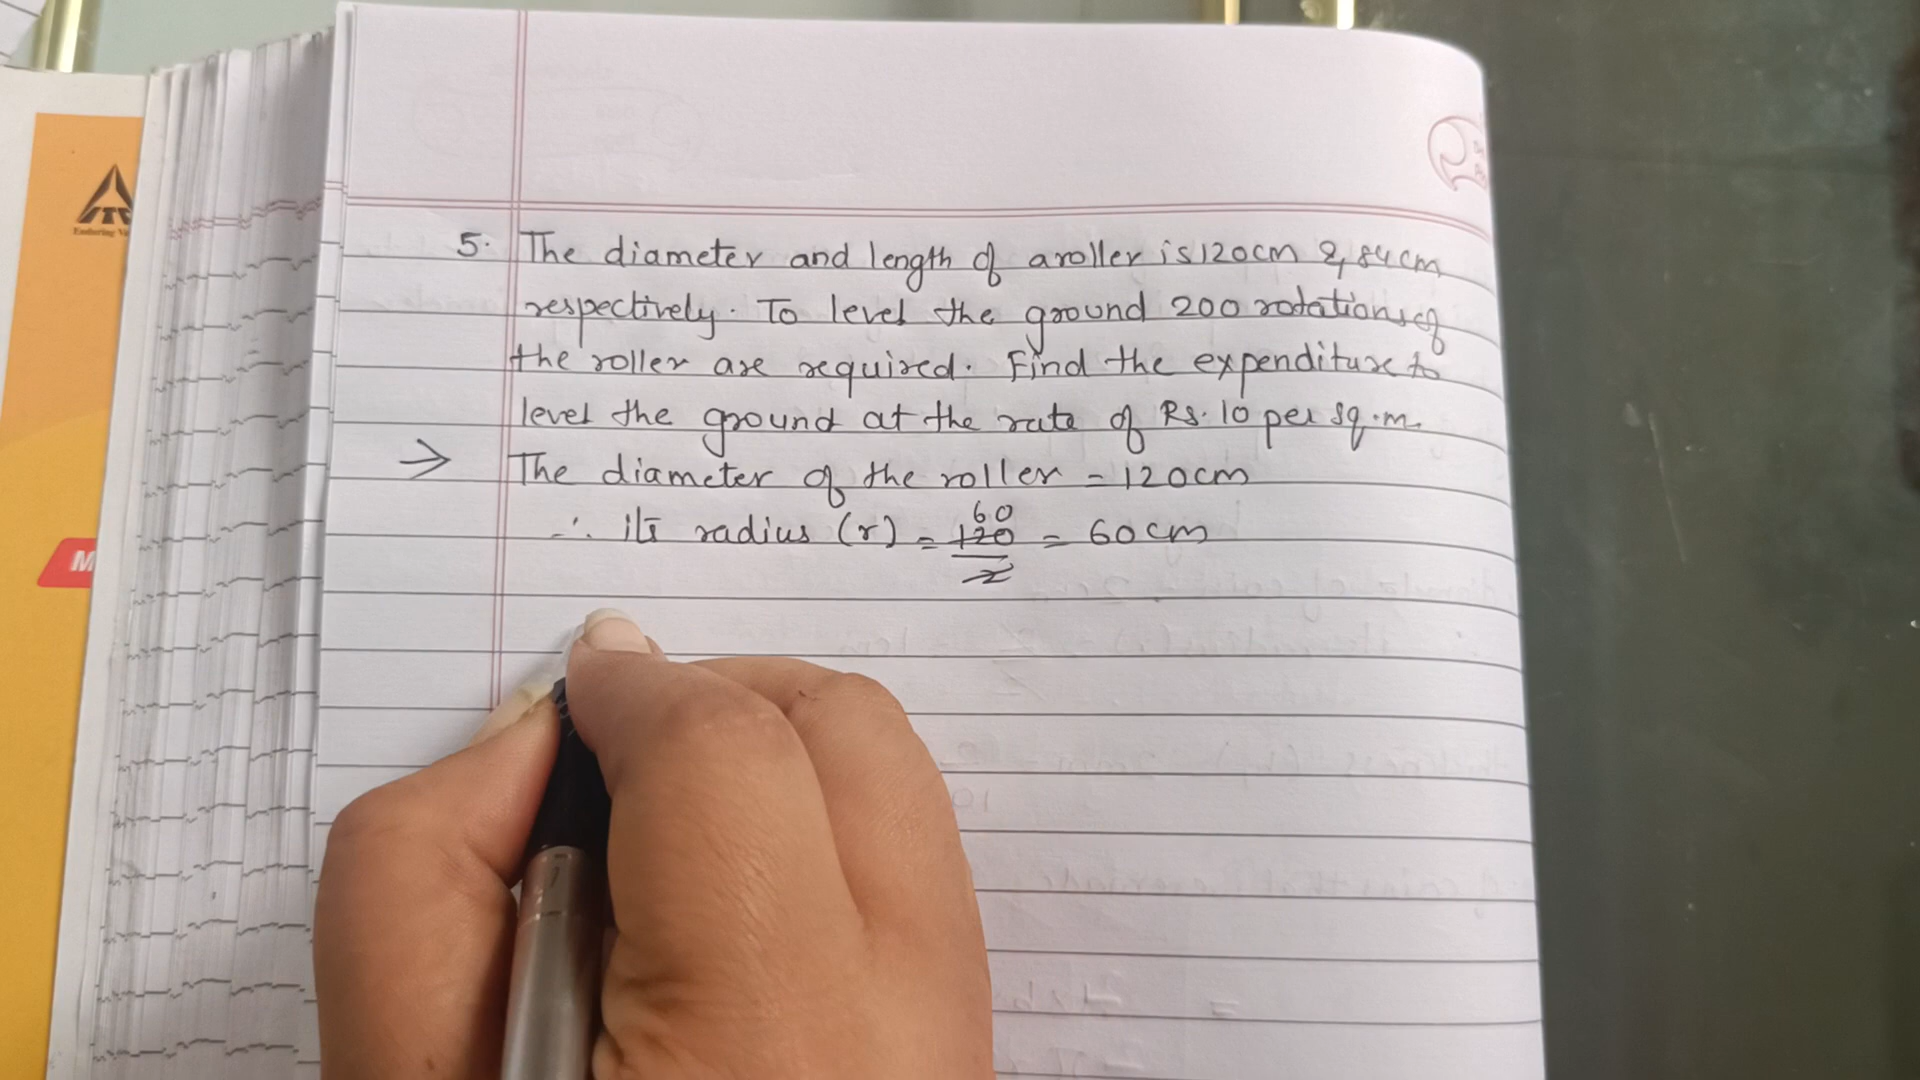 5. The diameter and length of a roller is 120cm & 84cm
respectively. To level the ground 200 rotations of
the roller are required. Find the expenditure to
level the ground at the rate of Rs. 10 per sq.m.
⇒ The diameter of the roller = 120cm
∴ its radius (r) = 120/2 = 60cm
60
ITC
M